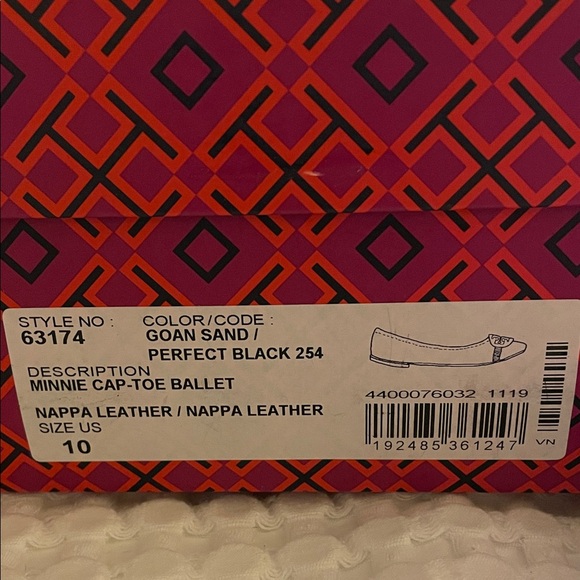 STYLE NO : COLOR/CODE :
63174 GOAN SAND /
PERFECT BLACK 254
DESCRIPTION
MINNIE CAP-TOE BALLET
NAPPA LEATHER / NAPPA LEATHER
SIZE US
10
4400076032 1119
192485 361247
VN